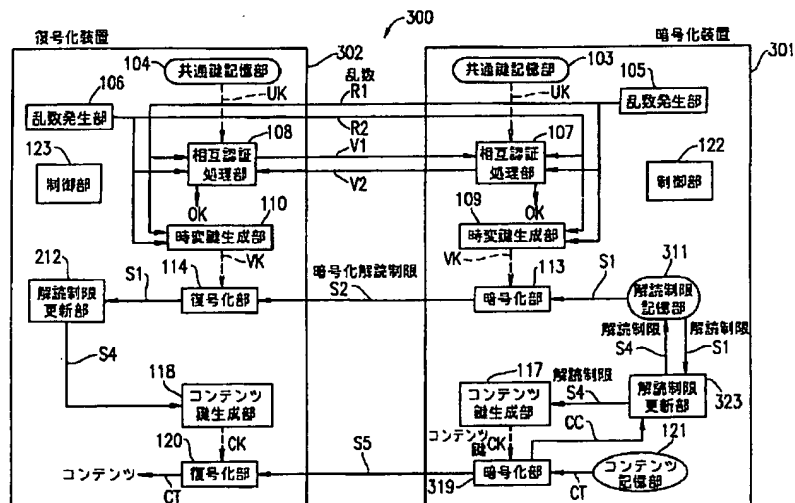 300
復号化装置
302
暗号化装置
301
104
共通鍵記憶部
103
共通鍵記憶部
106
乱数発生部
105
乱数発生部
UK
乱数
R1
UK
R2
108
相互認証
処理部
107
相互認証
処理部
V1
V2
123
制御部
122
制御部
OK
OK
110
時変鍵生成部
109
時変鍵生成部
VK
VK
212
解読制限
更新部
S1
114
復号化部
暗号化解読制限
S2
113
暗号化部
S1
311
解読制限
記憶部
解読制限
S4
解読制限
S1
S4
118
コンテンツ
鍵生成部
117
コンテンツ
鍵生成部
解読制限
S4
解読制限
更新部
323
CK
コンテンツ
鍵
CK
CC
121
コンテンツ
記憶部
120
復号化部
S5
319
暗号化部
コンテンツ
CT
CT